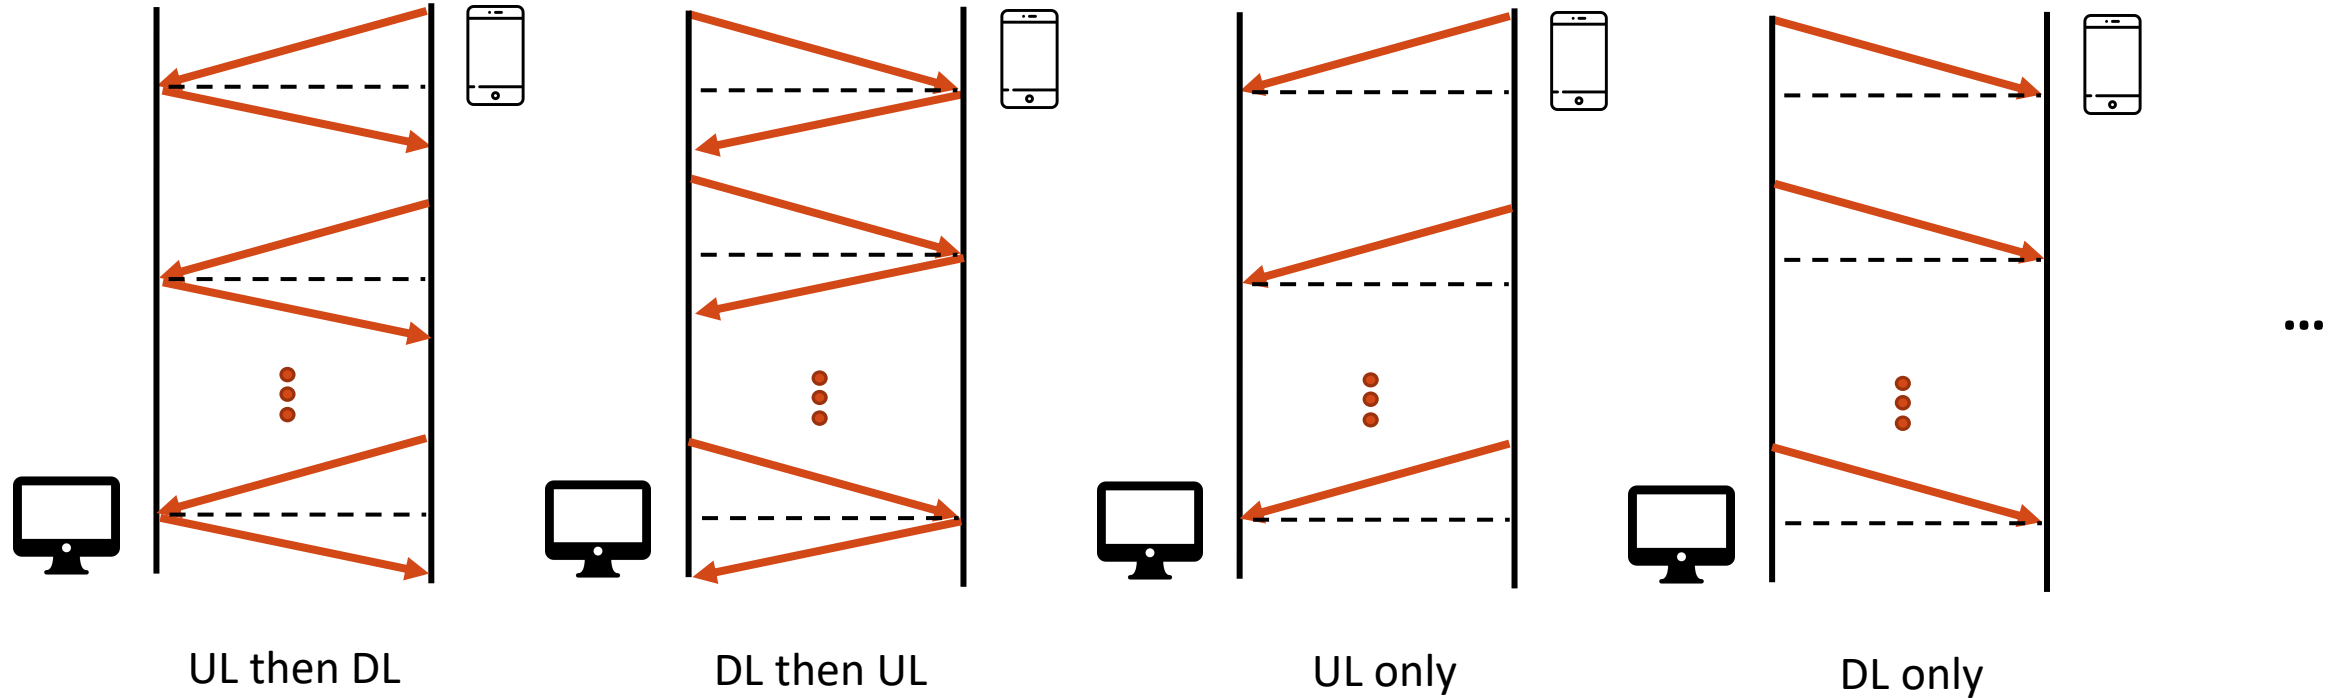 ...
UL then DL
DL then UL
UL only
DL only